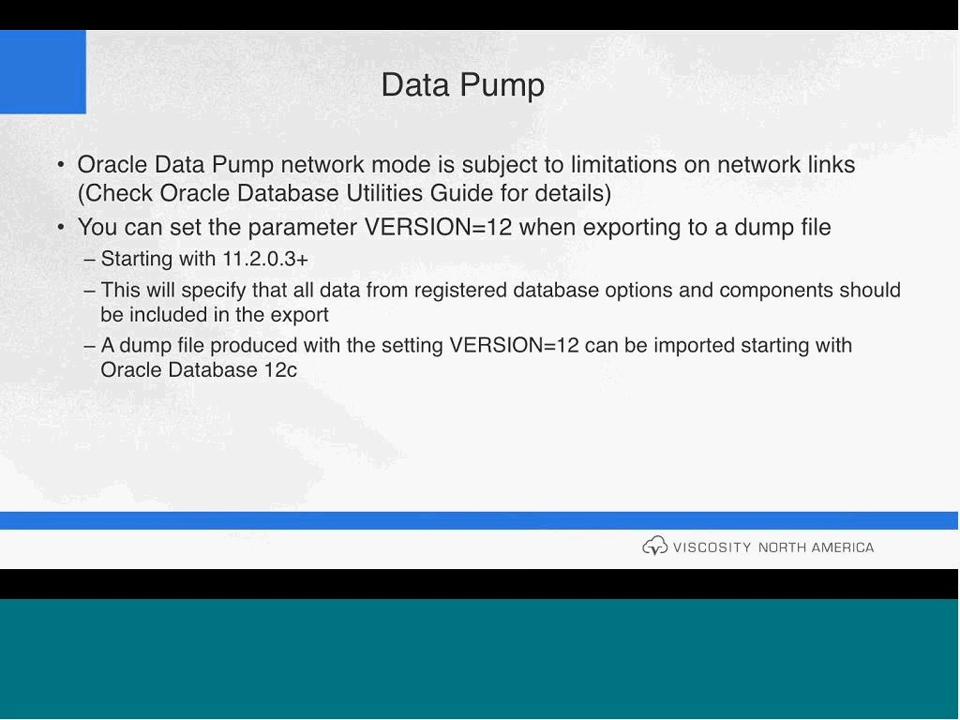 Data Pump
• Oracle Data Pump network mode is subject to limitations on network links
(Check Oracle Database Utilities Guide for details)
• You can set the parameter VERSION=12 when exporting to a dump file
– Starting with 11.2.0.3+
– This will specify that all data from registered database options and components should
be included in the export
– A dump file produced with the setting VERSION=12 can be imported starting with
Oracle Database 12c
VISCOSITY NORTH AMERICA